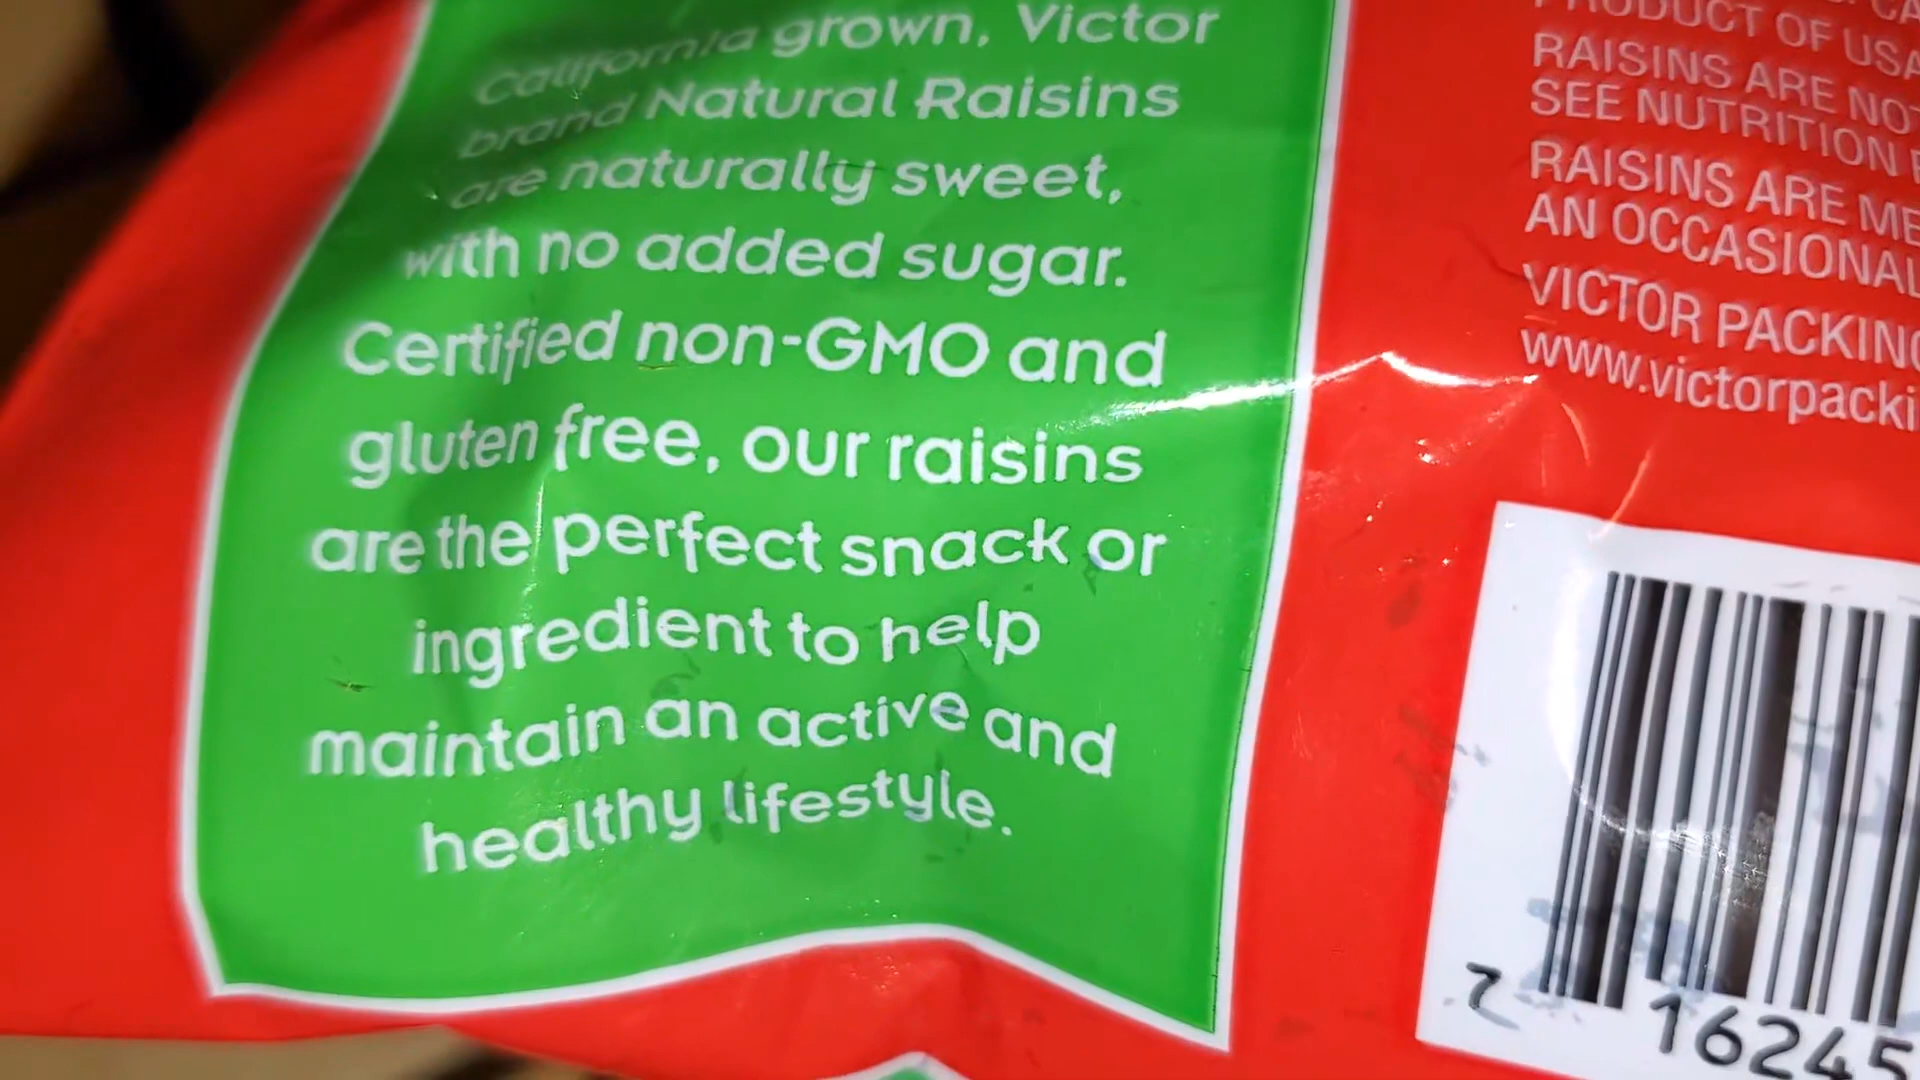 California grown, Victor
brand Natural Raisins
are naturally sweet,
with no added sugar.
Certified non-GMO and
gluten free, our raisins
are the perfect snack or
ingredient to help
maintain an active and
healthy lifestyle.
PRODUCT OF USA
RAISINS ARE NOT
SEE NUTRITION
RAISINS ARE ME
AN OCCASIONAL
VICTOR PACKING
www.victorpacki
7 16245